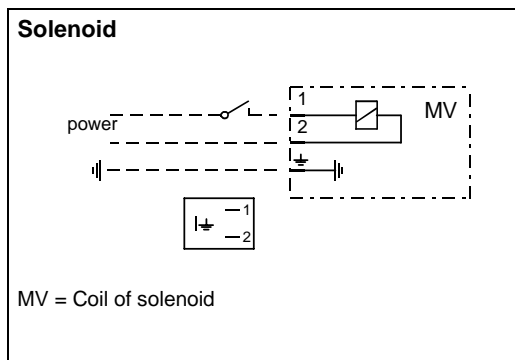 Solenoid
1
MV
power
2
1
2
MV = Coil of solenoid